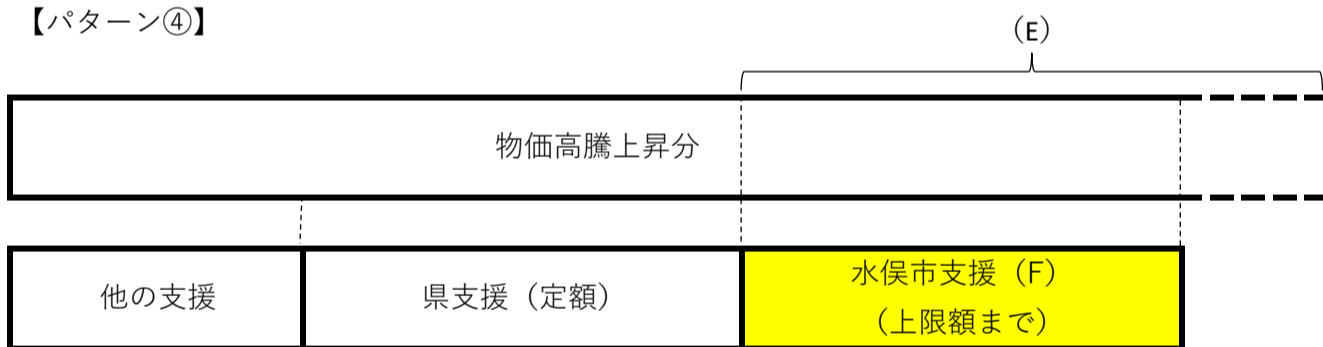 【パターン④】
（E）
物価高騰上昇分
他の支援
県支援（定額）
水俣市支援（F）
（上限額まで）